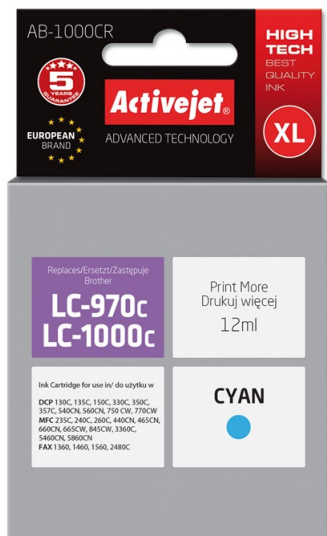 AB-1000CR
HIGH
TECH
BEST
QUALITY
INK
5
YEARS
GUARANTEE
Activejet®
EUROPEAN
BRAND
ADVANCED TECHNOLOGY
XL
Replaces/Ersetzt/Zastępuje
Brother
LC-970c
LC-1000c
Print More
Drukuj więcej
12ml
Ink Cartridge for use in/ do użytku w
DCP 130C, 135C, 150C, 330C, 350C,
357C, 540CN, 560CN, 750 CW, 770CW
MFC 235C, 240C, 260C, 440CN, 465CN,
660CN, 665CW, 845CW, 3360C,
5460CN, 5860CN
FAX 1360, 1460, 1560, 2480C
CYAN